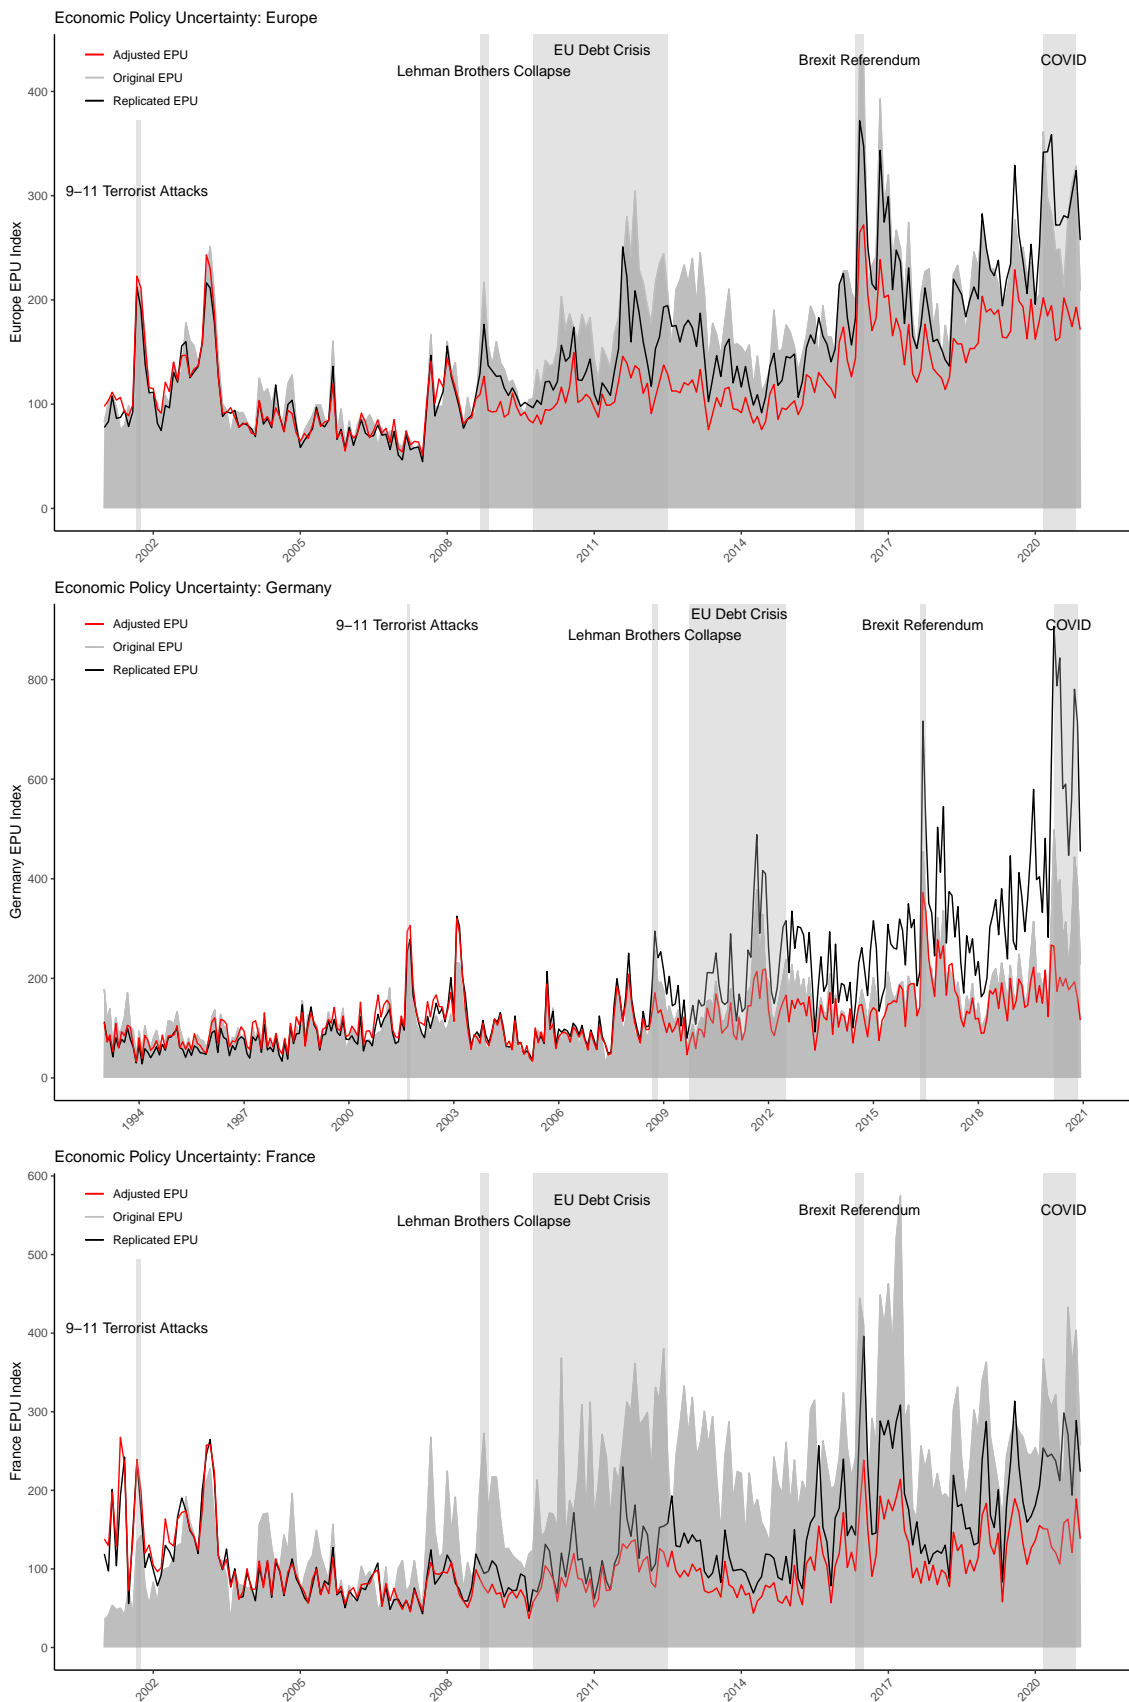 Economic Policy Uncertainty: Europe
Adjusted EPU
Original EPU
Replicated EPU
EU Debt Crisis
Lehman Brothers Collapse
Brexit Referendum
COVID
9−11 Terrorist Attacks
Europe EPU Index
400
300
200
100
0
2002
2005
2008
2011
2014
2017
2020
Economic Policy Uncertainty: Germany
Adjusted EPU
Original EPU
Replicated EPU
9−11 Terrorist Attacks
EU Debt Crisis
Lehman Brothers Collapse
Brexit Referendum
COVID
Germany EPU Index
800
600
400
200
0
1994
1997
2000
2003
2006
2009
2012
2015
2018
2021
Economic Policy Uncertainty: France
Adjusted EPU
Original EPU
Replicated EPU
EU Debt Crisis
Lehman Brothers Collapse
Brexit Referendum
COVID
9−11 Terrorist Attacks
France EPU Index
600
500
400
300
200
100
0
2002
2005
2008
2011
2014
2017
2020